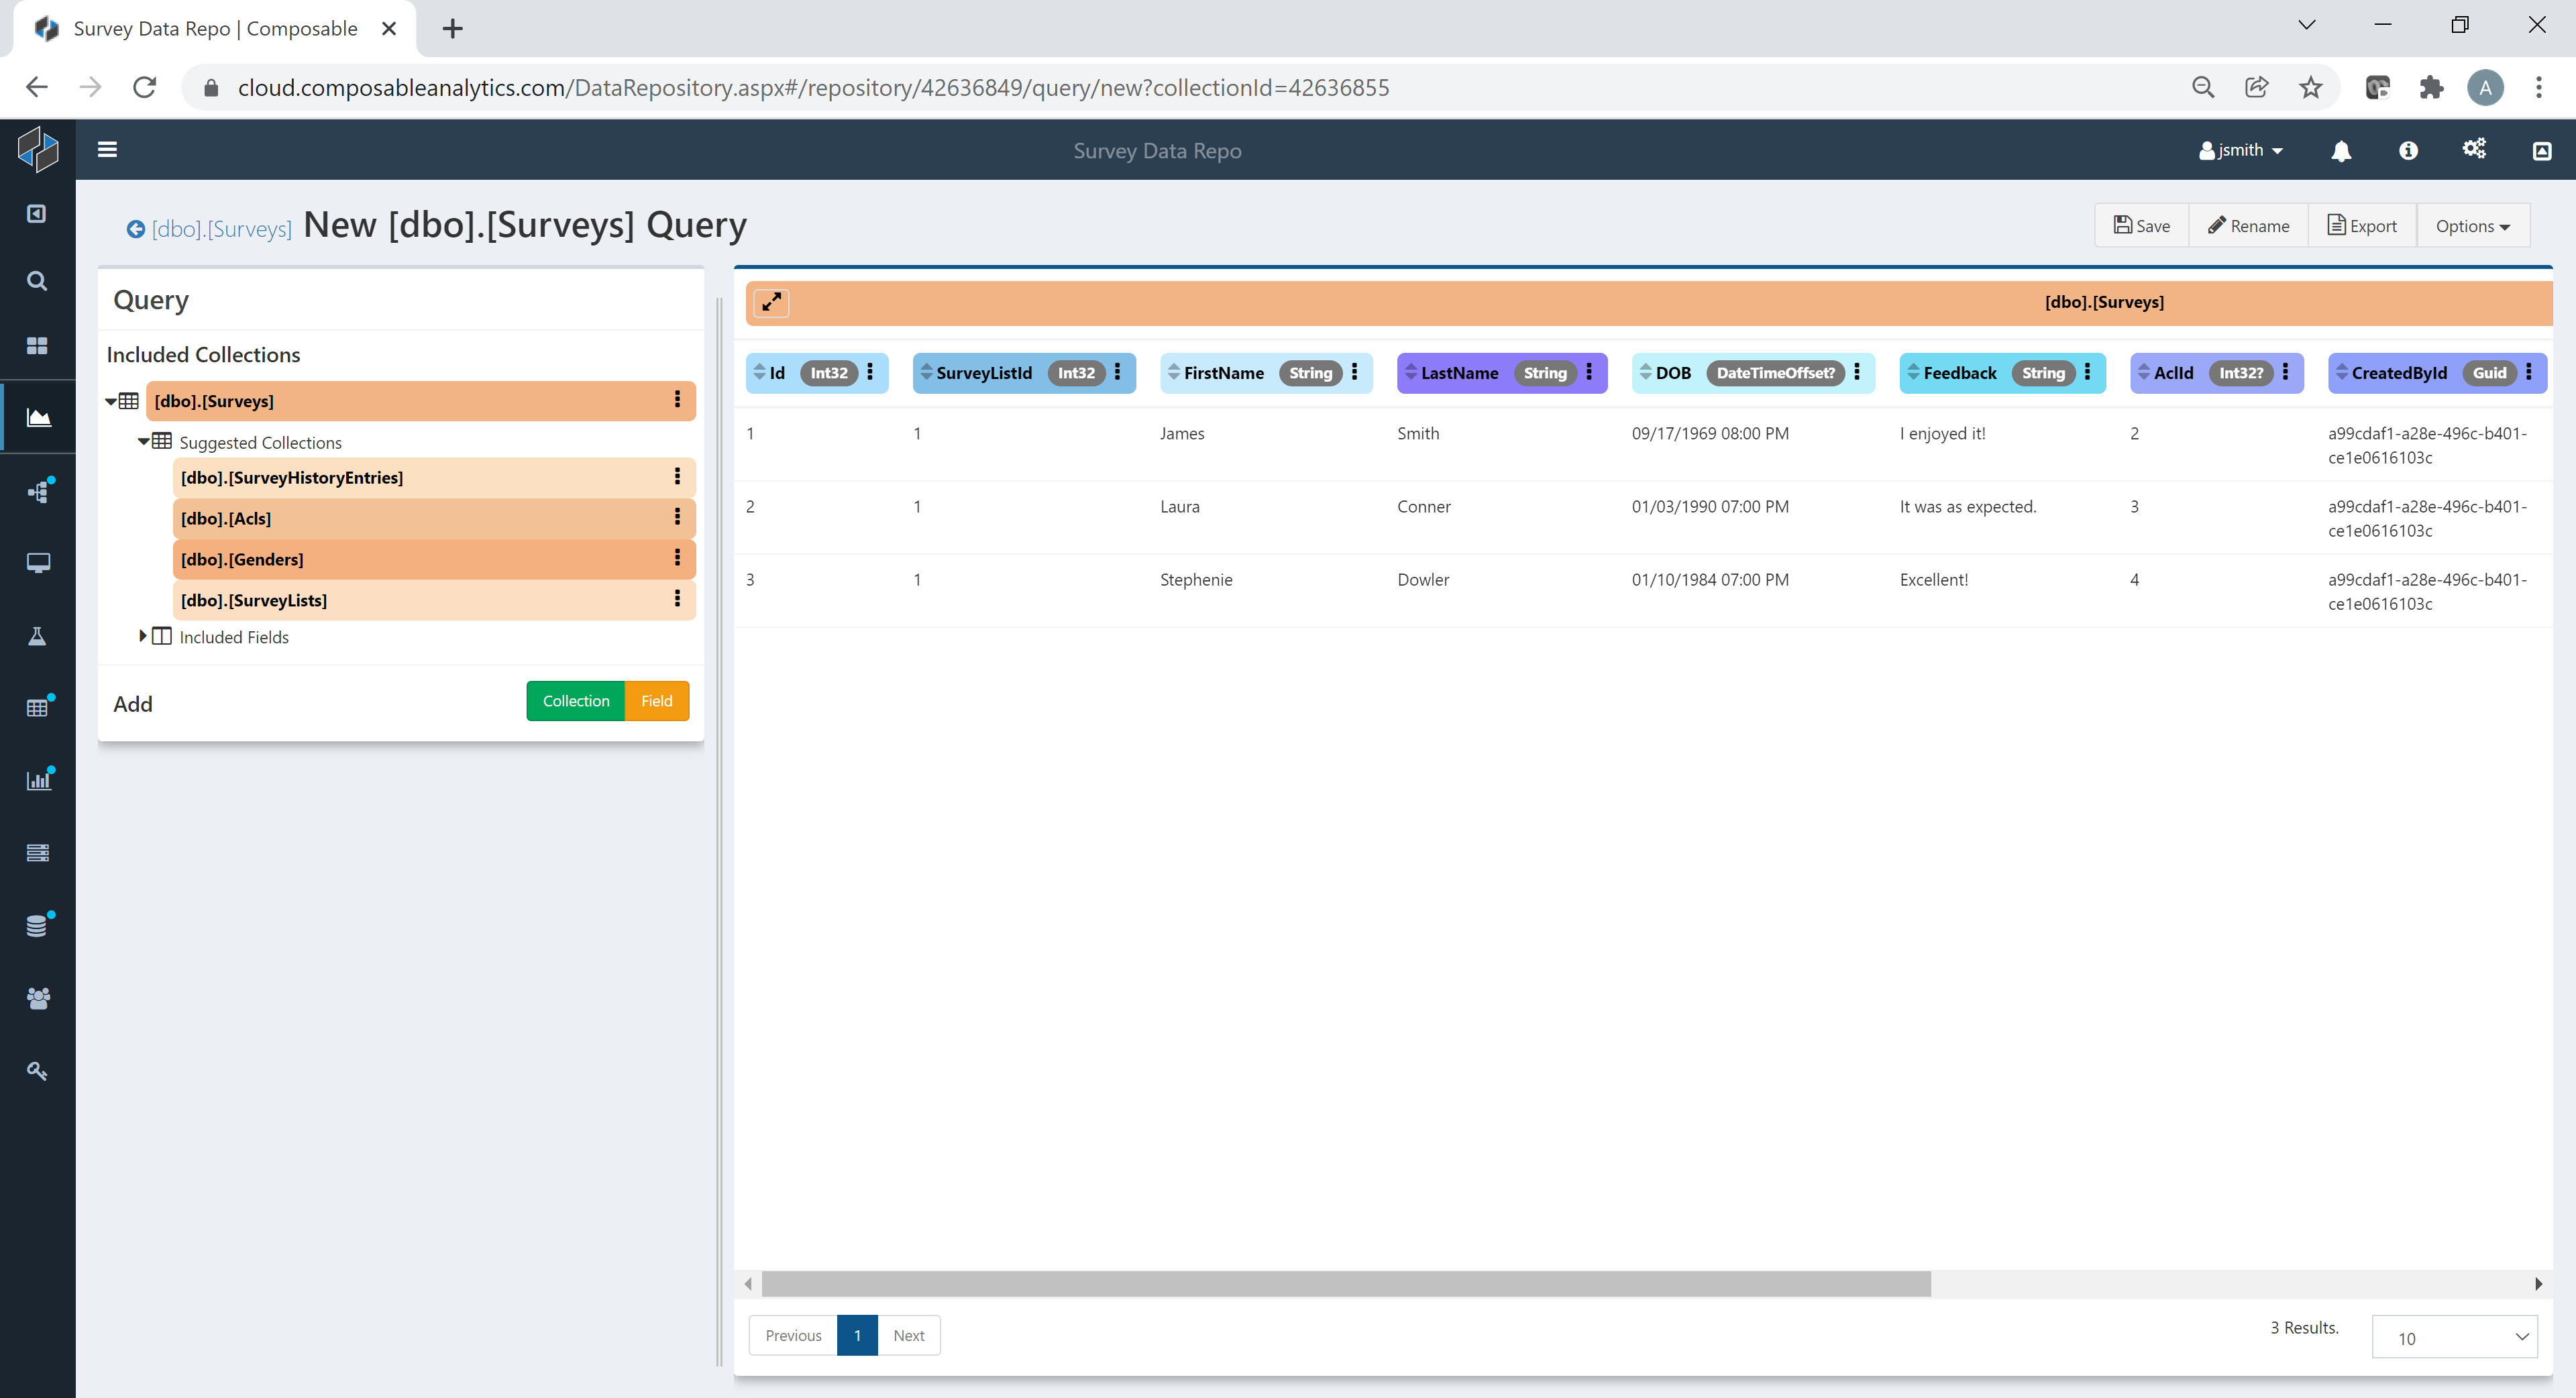 Survey Data Repo | Composable
cloud.composableanalytics.com/DataRepository.aspx#/repository/42636849/query/new?collectionId=42636855
A
Survey Data Repo
jsmith
[dbo].[Surveys] New [dbo].[Surveys] Query
Save Rename Export Options
Query
Included Collections
[dbo].[Surveys]
Suggested Collections
[dbo].[SurveyHistoryEntries]
[dbo].[Acls]
[dbo].[Genders]
[dbo].[SurveyLists]
Included Fields
Add Collection Field
[dbo].[Surveys]
Id Int32 SurveyListId Int32 FirstName String LastName String DOB DateTimeOffset? Feedback String AclId Int32? CreatedById Guid
1 1 James Smith 09/17/1969 08:00 PM I enjoyed it! 2 a99cdaf1-a28e-496c-b401-
ce1e0616103c
2 1 Laura Conner 01/03/1990 07:00 PM It was as expected. 3 a99cdaf1-a28e-496c-b401-
ce1e0616103c
3 1 Stephenie Dowler 01/10/1984 07:00 PM Excellent! 4 a99cdaf1-a28e-496c-b401-
ce1e0616103c
Previous 1 Next
3 Results. 10